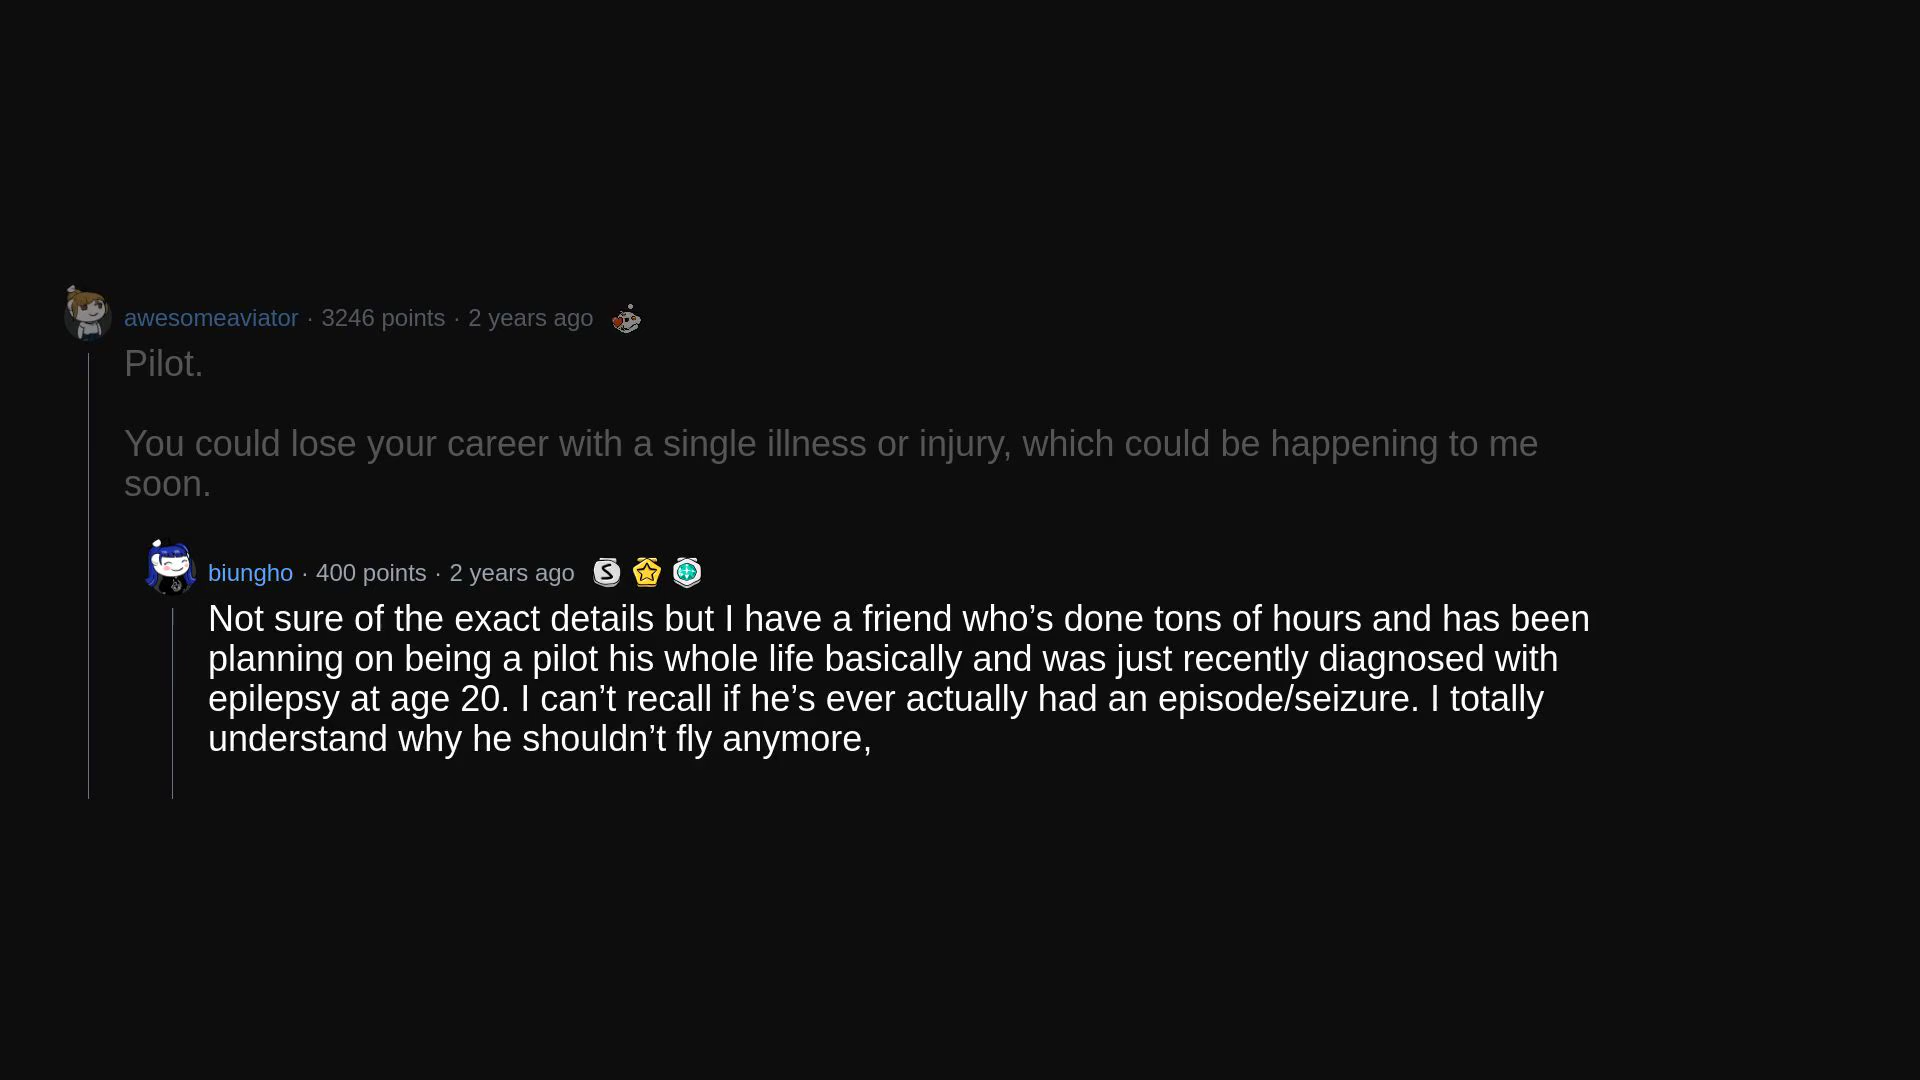 awesomeaviator · 3246 points · 2 years ago
Pilot.
You could lose your career with a single illness or injury, which could be happening to me
soon.
biungho · 400 points · 2 years ago
Not sure of the exact details but I have a friend who’s done tons of hours and has been
planning on being a pilot his whole life basically and was just recently diagnosed with
epilepsy at age 20. I can’t recall if he’s ever actually had an episode/seizure. I totally
understand why he shouldn’t fly anymore,